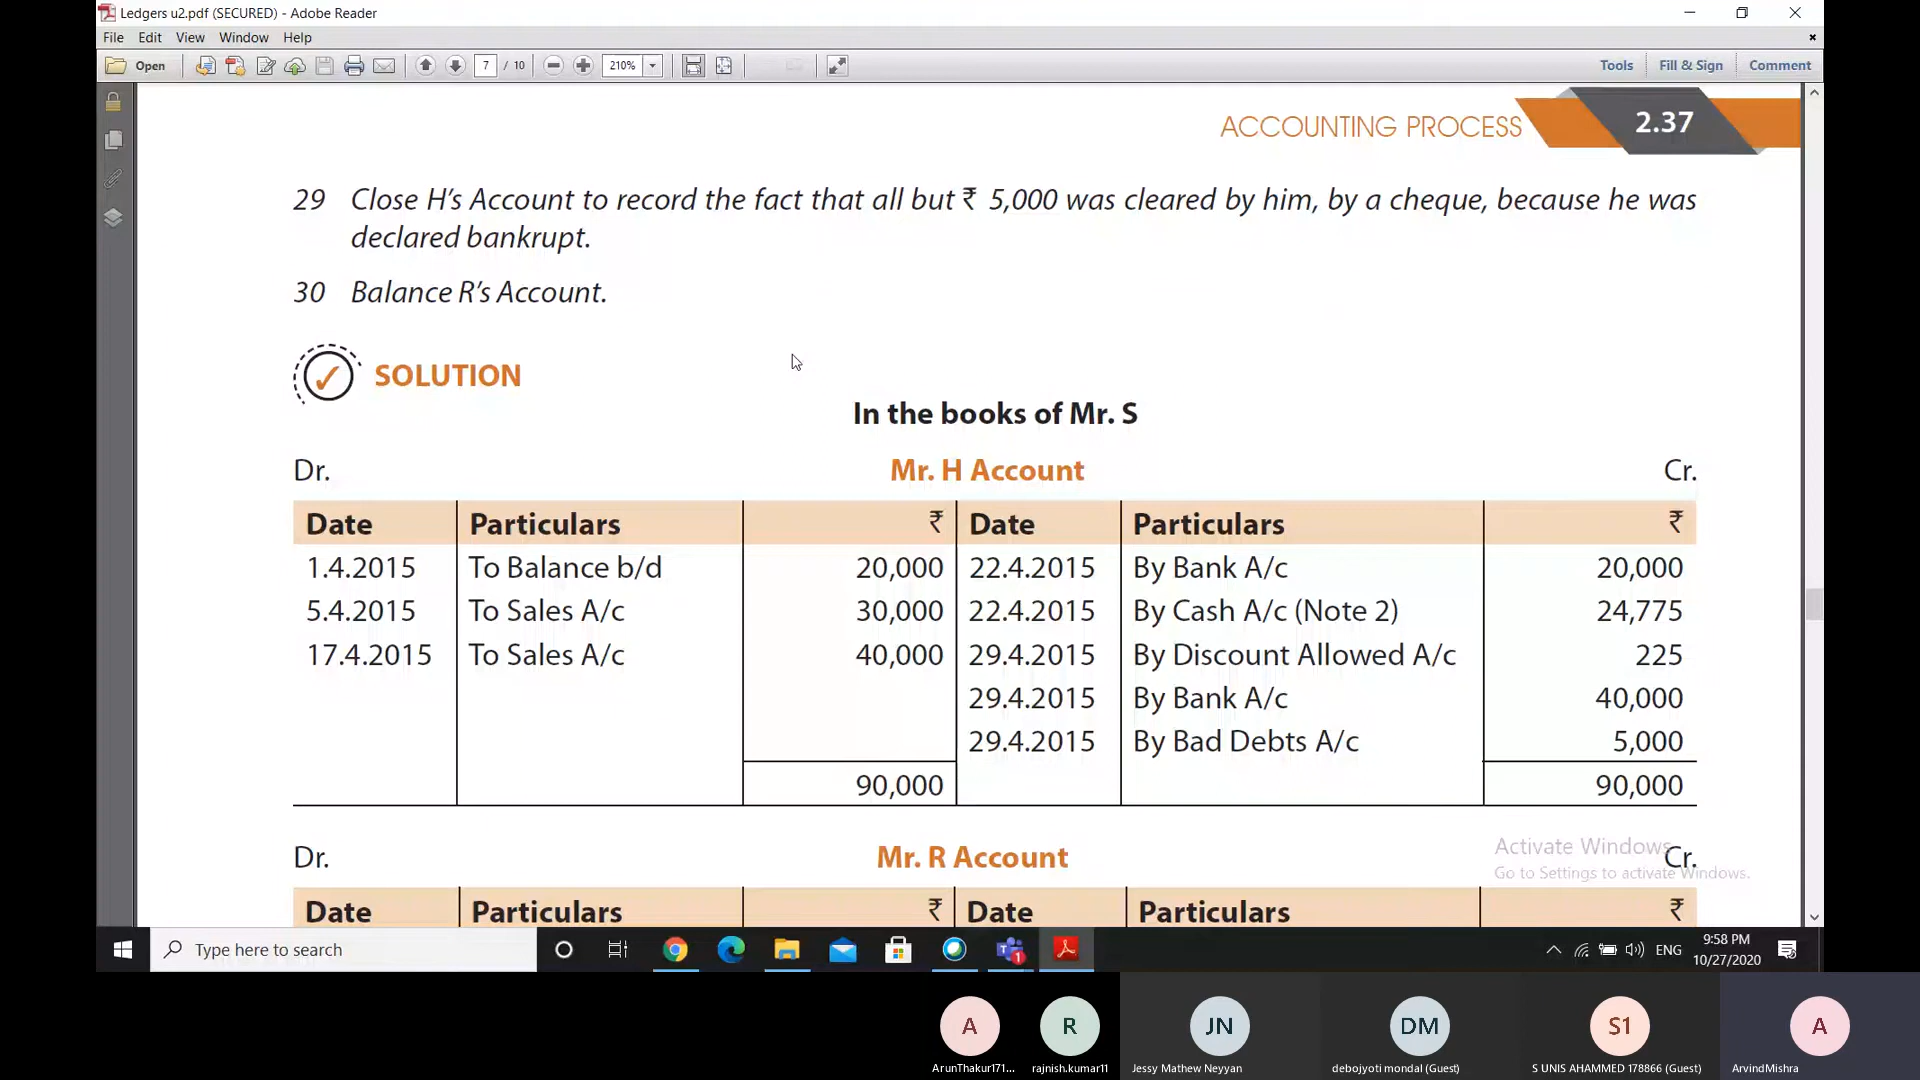 Ledgers u2.pdf (SECURED) - Adobe Reader
File Edit View Window Help
Open 7 / 10 210% Tools Fill & Sign Comment
ACCOUNTING PROCESS 2.37
29 Close H's Account to record the fact that all but ₹ 5,000 was cleared by him, by a cheque, because he was
declared bankrupt.
30 Balance R's Account.
SOLUTION
In the books of Mr. S
Dr. Mr. H Account Cr.
Date Particulars ₹ Date Particulars ₹
1.4.2015 To Balance b/d 20,000 22.4.2015 By Bank A/c 20,000
5.4.2015 To Sales A/c 30,000 22.4.2015 By Cash A/c (Note 2) 24,775
17.4.2015 To Sales A/c 40,000 29.4.2015 By Discount Allowed A/c 225
29.4.2015 By Bank A/c 40,000
29.4.2015 By Bad Debts A/c 5,000
90,000 90,000
Dr. Mr. R Account Cr.
Activate Windows
Go to Settings to activate Windows.
Date Particulars ₹ Date Particulars ₹
Type here to search 1 ENG 9:58 PM
10/27/2020
A R JN DM S1 A
ArunThakur171... rajnish.kumar11 Jessy Mathew Neyyan debojyoti mondal (Guest) S UNIS AHAMMED 178866 (Guest) ArvindMishra